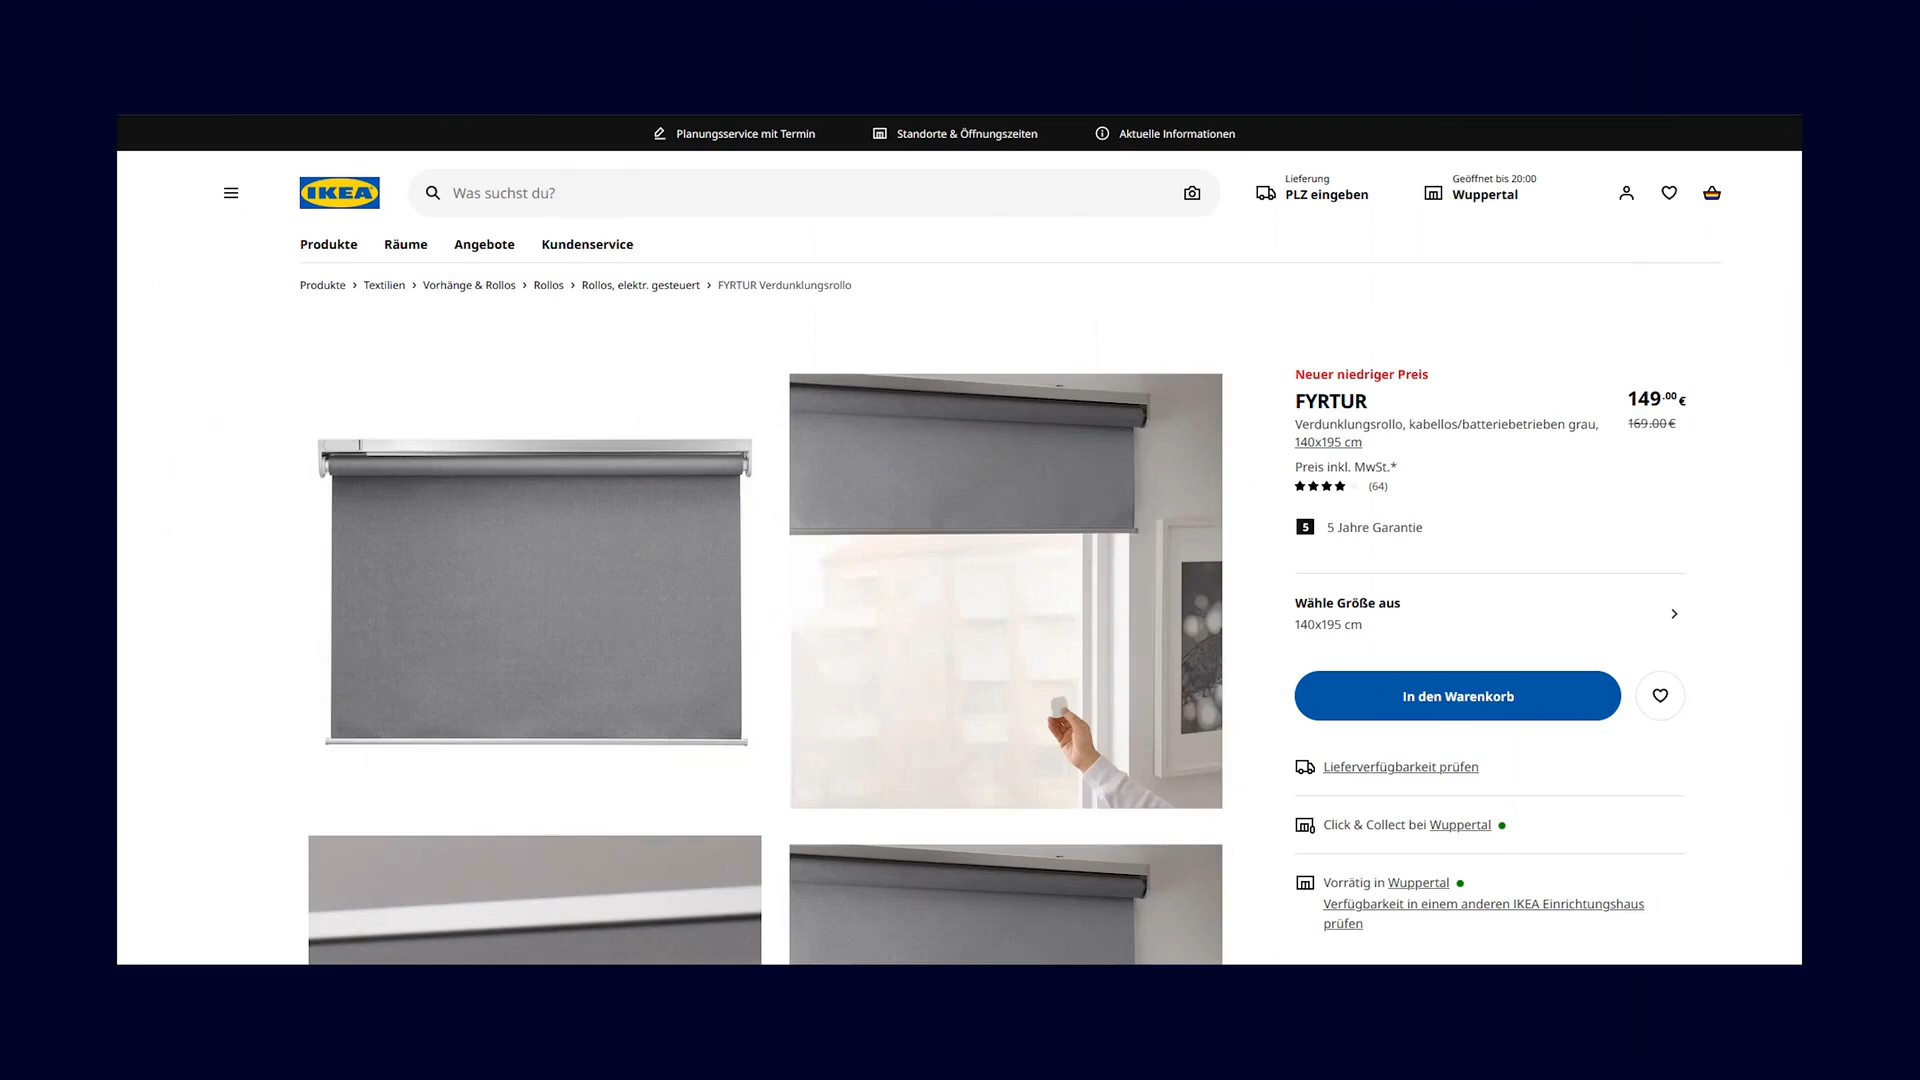 Planungsservice mit Termin
Standorte & Öffnungszeiten
Aktuelle Informationen
IKEA
Was suchst du?
Lieferung
PLZ eingeben
Geöffnet bis 20:00
Wuppertal
Produkte
Räume
Angebote
Kundenservice
Produkte › Textilien › Vorhänge & Rollos › Rollos › Rollos, elektr. gesteuert › FYRTUR Verdunklungsrollo
Neuer niedriger Preis
FYRTUR
149.00€
Verdunklungsrollo, kabellos/batteriebetrieben grau,
169.00€
140x195 cm
Preis inkl. MwSt.*
(64)
5 5 Jahre Garantie
Wähle Größe aus
140x195 cm
In den Warenkorb
Lieferverfügbarkeit prüfen
Click & Collect bei Wuppertal
Vorrätig in Wuppertal
Verfügbarkeit in einem anderen IKEA Einrichtungshaus
prüfen